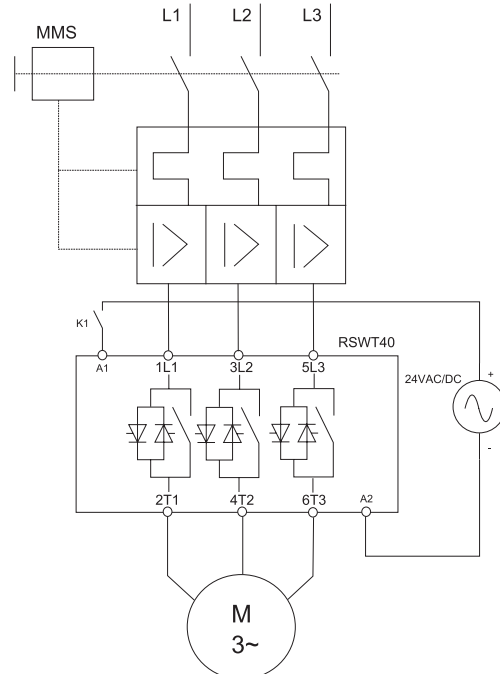 L1 L2 L3
MMS
K1
RSWT40
A1 1L1 3L2 5L3
24VAC/DC
+
-
2T1 4T2 6T3 A2
M
3~